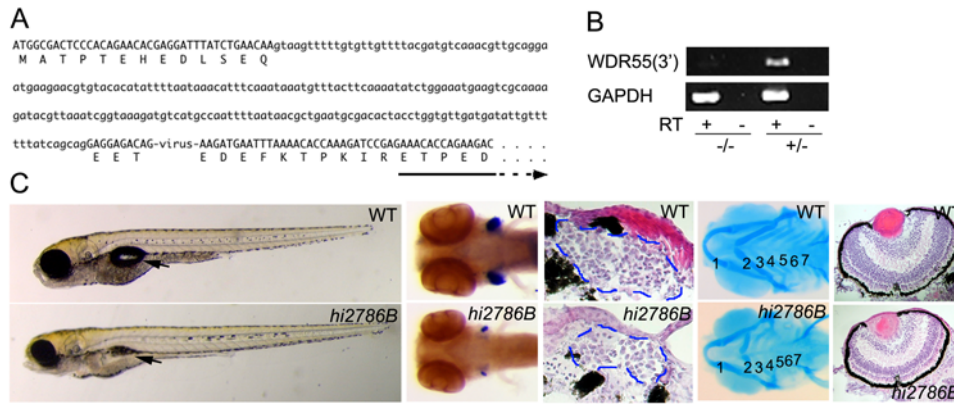 A
ATGGCGACTCCCACAGAACACGAGGATTTATCTGAACAAgtaagtttttgtgttgttttacgatgtcaaacgttgcagga
M A T P T E H E D L S E Q
atgaagaacgtgtacacatattttaataaacatttcaaataaatgtttacttcaaaatatctggaaatgaagtcgcaaaa
gatacgttaaatcggtaaagatgtcatgccaattttaataacgctgaatgcgacactacctggtgttgatgatattgttt
tttatcagcagGAGGAGACAG-virus-AAGATGAATTTAAAACACCAAAGATCCGAGAAACACCAGAAGAC . . . .
E E T E D E F K T P K I R E T P E D
B
WDR55(3')
GAPDH
RT + - + -
-/- +/-
C
WT WT WT WT WT
1 2 3 4 5 6 7
hi2786B hi2786B hi2786B hi2786B hi2786B
1 2 3 4 5 6 7